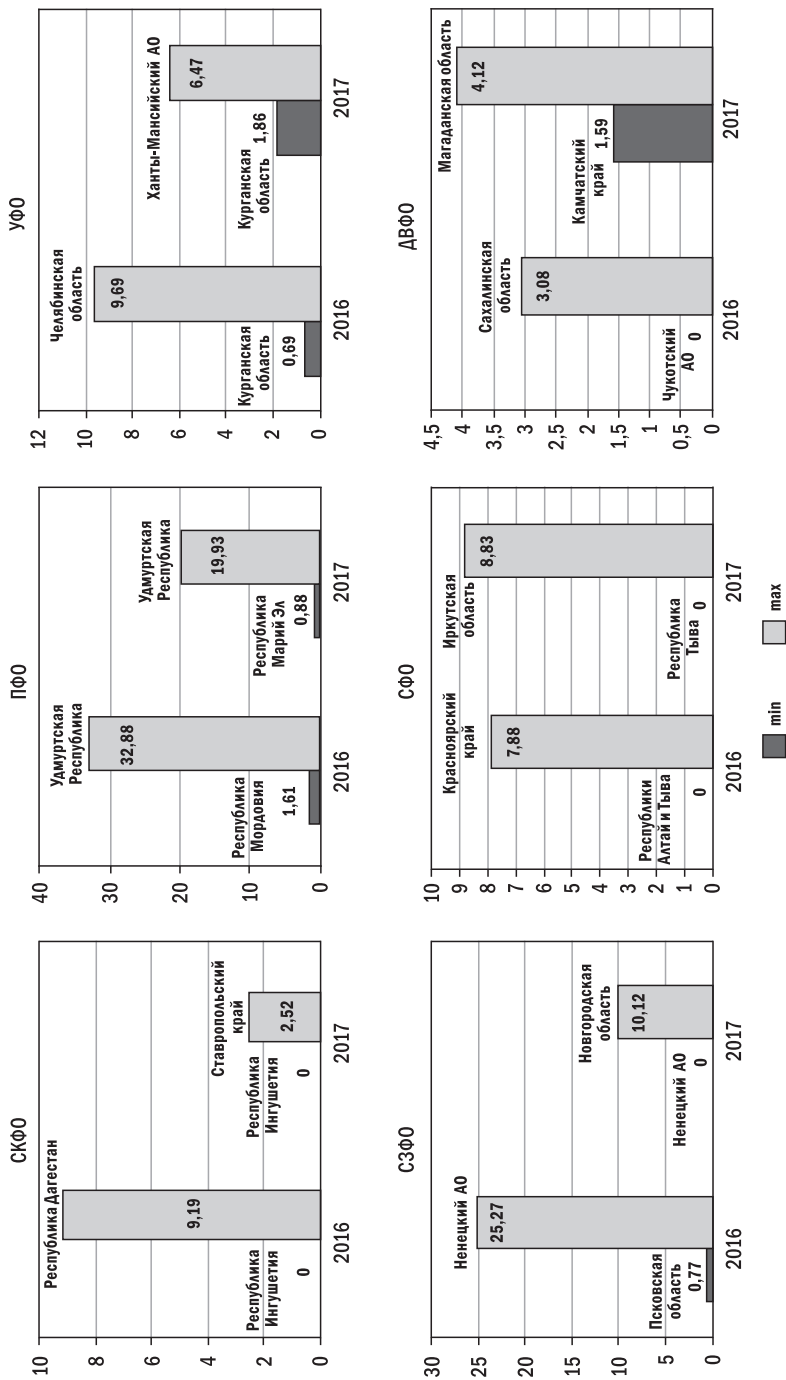 СКФО
10
8
6
4
2
0
Республика Дагестан
9,19
Республика
Ингушетия
0
2016
Ставропольский
край
2,52
Республика
Ингушетия
0
2017
ПФО
40
30
20
10
0
Удмуртская
Республика
32,88
Республика
Мордовия
1,61
2016
Удмуртская
Республика
19,93
Республика
Марий Эл
0,88
2017
УФО
12
10
8
6
4
2
0
Челябинская
область
9,69
Курганская
область
0,69
2016
Ханты-Мансийский АО
6,47
Курганская
область
1,86
2017
СЗФО
30
25
20
15
10
5
0
Ненецкий АО
25,27
Псковская
область
0,77
2016
Новгородская
область
10,12
Ненецкий АО
0
2017
СФО
10
9
8
7
6
5
4
3
2
1
0
Красноярский
край
7,88
Республики
Алтай и Тыва
0
2016
Иркутская
область
8,83
Республика
Тыва
0
2017
ДВФО
4,5
4
3,5
3
2,5
2
1,5
1
0,5
0
Сахалинская
область
3,08
Чукотский
АО
0
2016
Магаданская область
4,12
Камчатский
край
1,59
2017
min
max